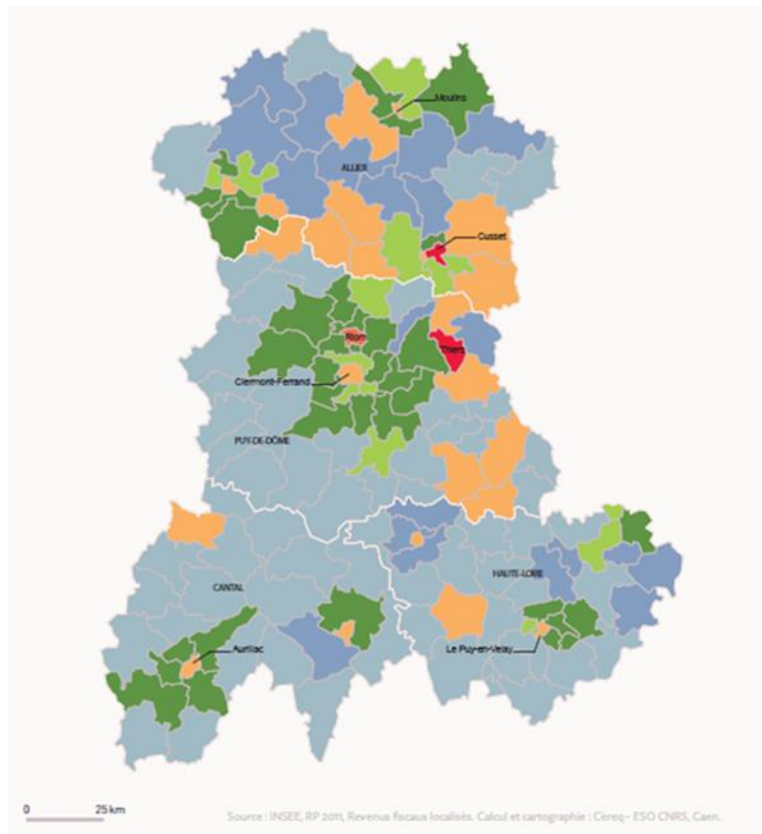 Moulins
ALLIER
Cusset
Riom
Thiers
Clermont-Ferrand
PUY-DE-DÔME
HAUTE-LOIRE
CANTAL
Aurillac
Le Puy-en-Velay
0 25 km
Source : INSEE, RP 2011, Revenus fiscaux localisés. Calcul et cartographie : Céreq - ESO CNRS, Caen.